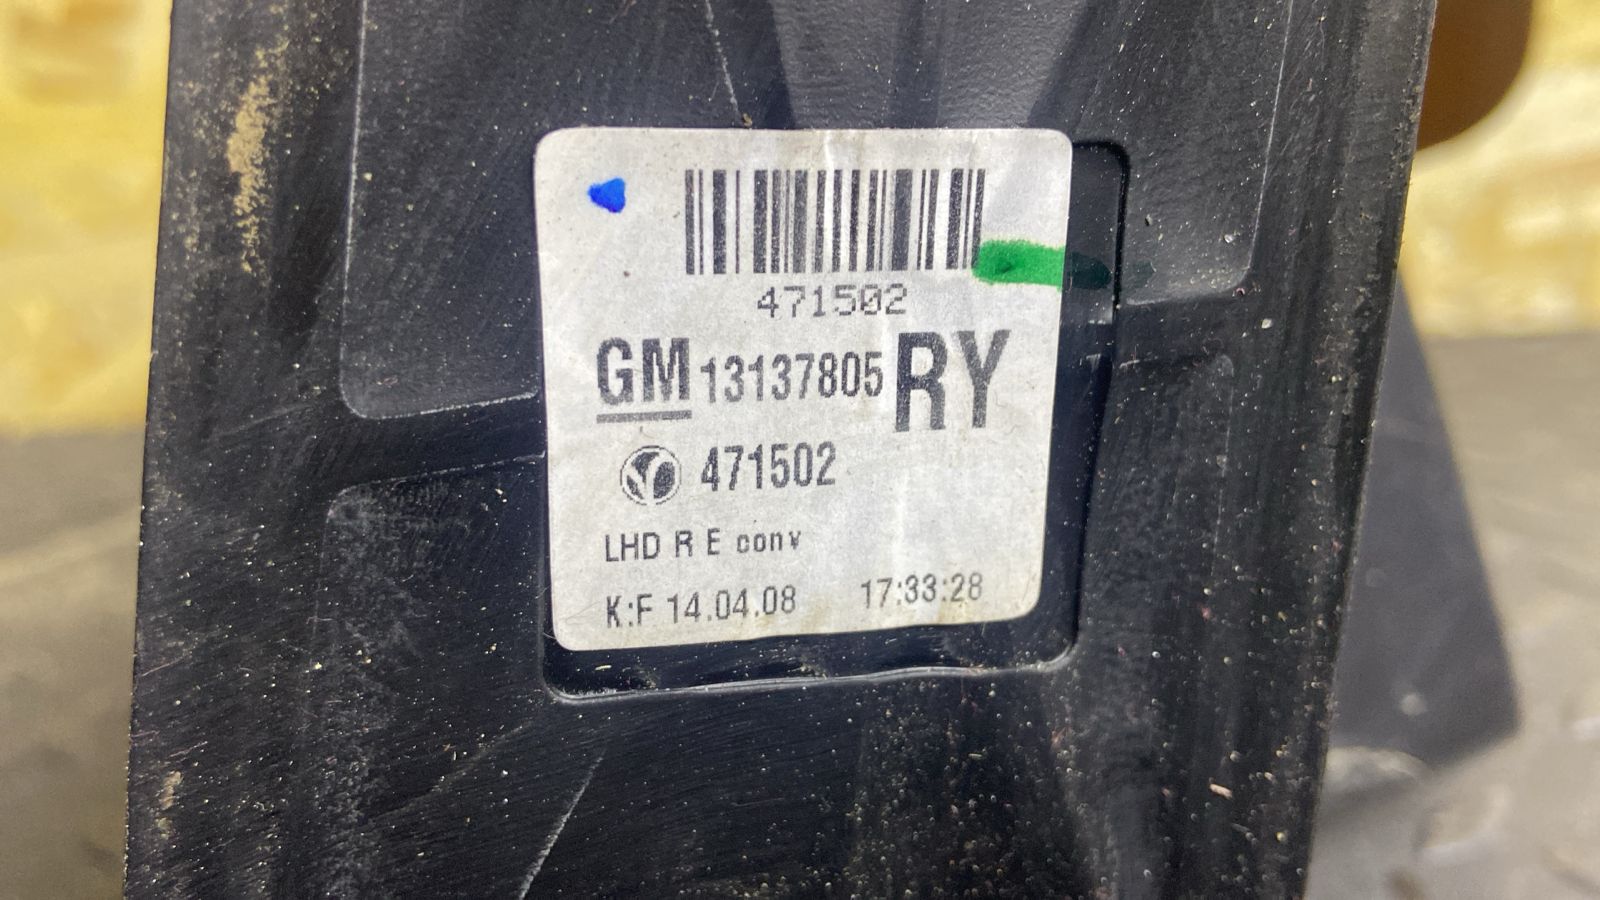 471502
GM 13137805 RY
471502
LHD R E conv
K:F 14.04.08 17:33:28